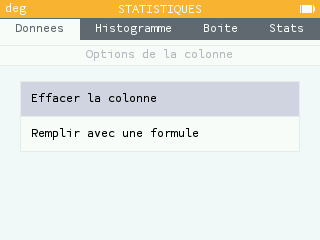 deg STATISTIQUES
Donnees Histogramme Boite Stats
Options de la colonne
Effacer la colonne
Remplir avec une formule